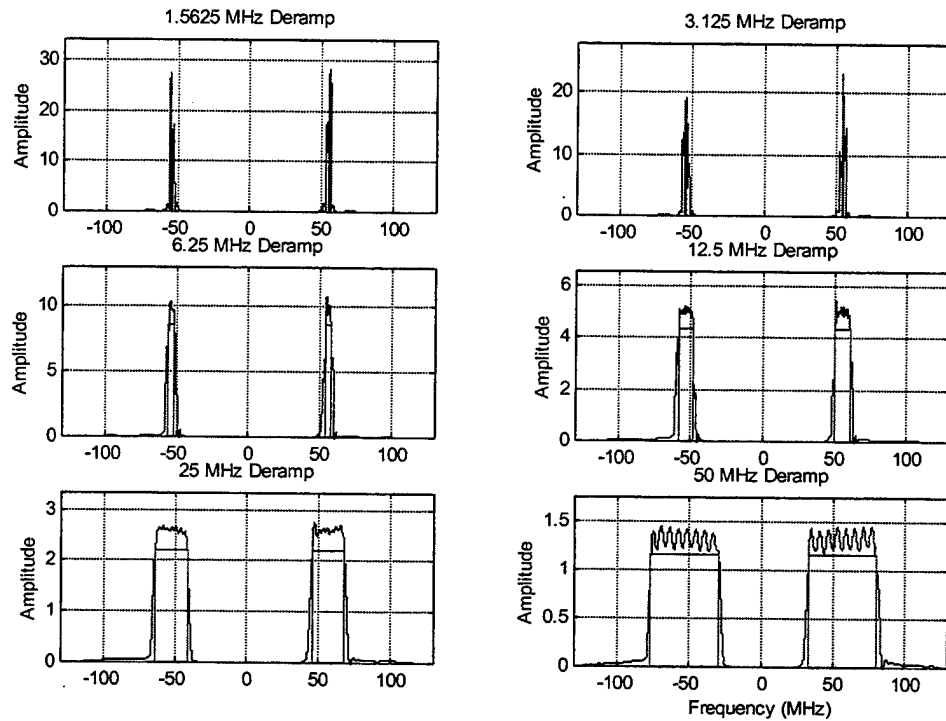 1.5625 MHz Deramp
30
20
10
0
Amplitude
-100 -50 0 50 100
3.125 MHz Deramp
20
10
0
Amplitude
-100 -50 0 50 100
6.25 MHz Deramp
10
5
0
Amplitude
-100 -50 0 50 100
12.5 MHz Deramp
6
4
2
0
Amplitude
-100 -50 0 50 100
25 MHz Deramp
3
2
1
0
Amplitude
-100 -50 0 50 100
50 MHz Deramp
1.5
1
0.5
0
Amplitude
-100 -50 0 50 100
Frequency (MHz)